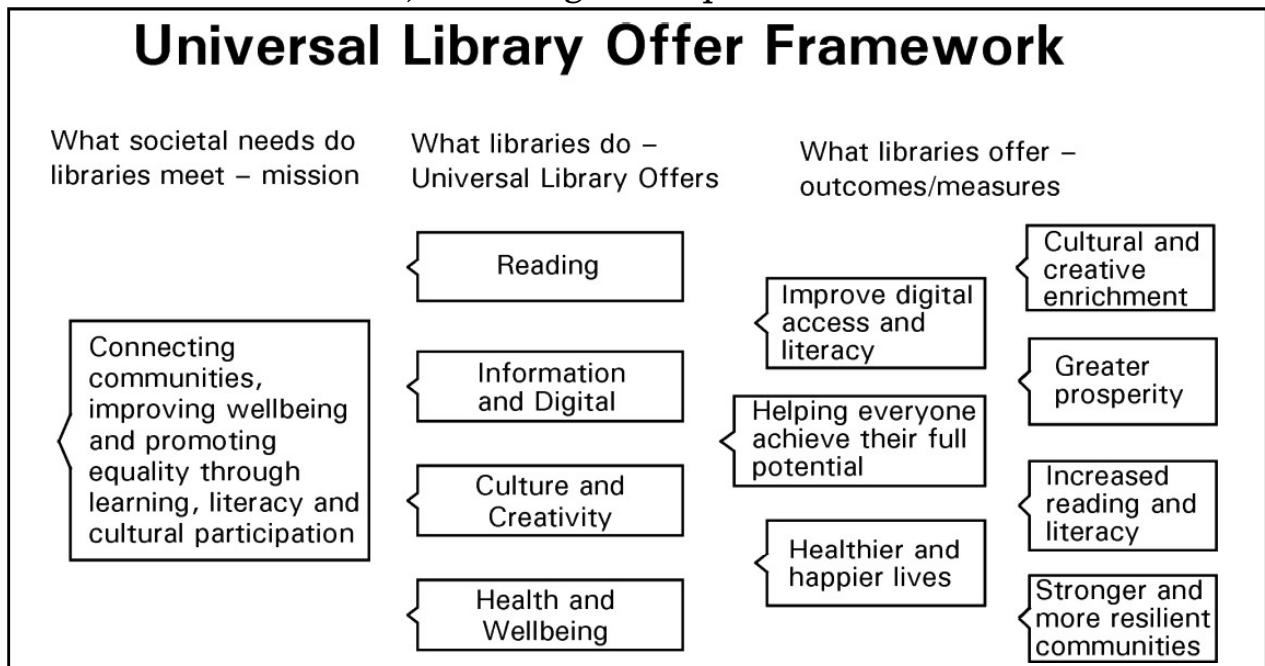 Universal Library Offer Framework
What societal needs do
libraries meet – mission
Connecting
communities,
improving wellbeing
and promoting
equality through
learning, literacy and
cultural participation
What libraries do –
Universal Library Offers
Reading
Information
and Digital
Culture and
Creativity
Health and
Wellbeing
What libraries offer –
outcomes/measures
Improve digital
access and
literacy
Helping everyone
achieve their full
potential
Healthier and
happier lives
Cultural and
creative
enrichment
Greater
prosperity
Increased
reading and
literacy
Stronger and
more resilient
communities